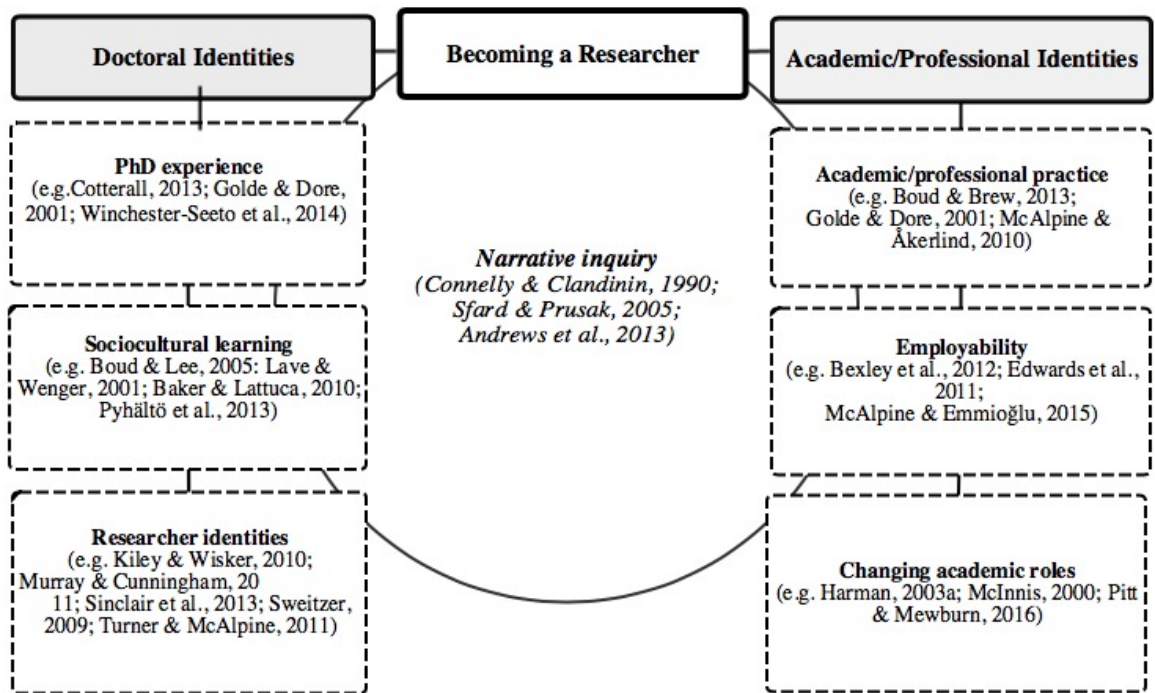 Doctoral Identities
Becoming a Researcher
Academic/Professional Identities
PhD experience
(e.g.Cotterall, 2013; Golde & Dore,
2001; Winchester-Seeto et al., 2014)
Sociocultural learning
(e.g. Boud & Lee, 2005: Lave &
Wenger, 2001; Baker & Lattuca, 2010;
Pyhältö et al., 2013)
Researcher identities
(e.g. Kiley & Wisker, 2010;
Murray & Cunningham, 20
11; Sinclair et al., 2013; Sweitzer,
2009; Turner & McAlpine, 2011)
Narrative inquiry
(Connelly & Clandinin, 1990;
Sfard & Prusak, 2005;
Andrews et al., 2013)
Academic/professional practice
(e.g. Boud & Brew, 2013;
Golde & Dore, 2001; McAlpine &
Åkerlind, 2010)
Employability
(e.g. Bexley et al., 2012; Edwards et al.,
2011;
McAlpine & Emmioğlu, 2015)
Changing academic roles
(e.g. Harman, 2003a; McInnis, 2000; Pitt
& Mewburn, 2016)